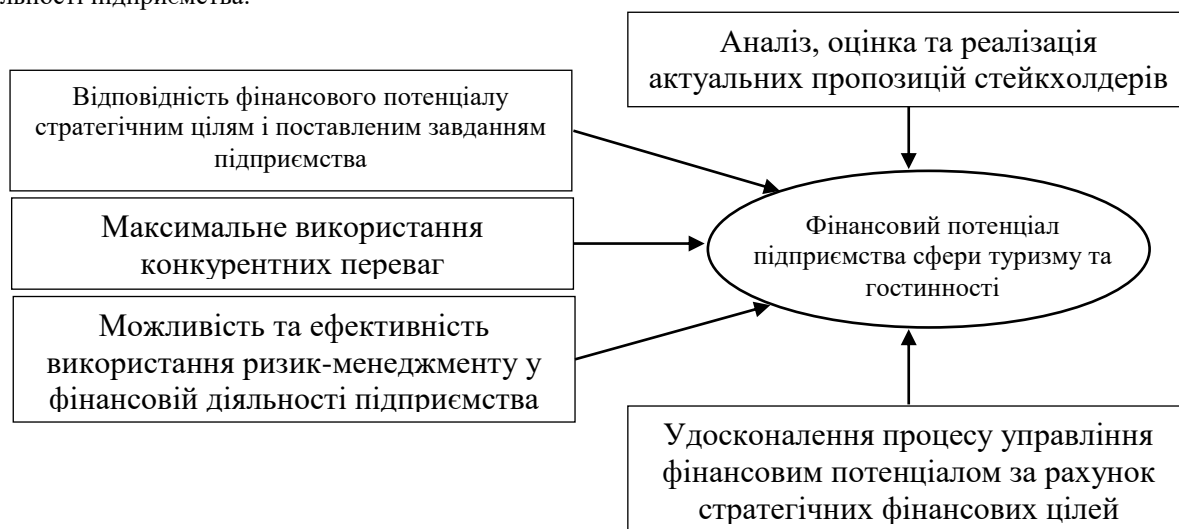 льності підприємства.
Аналіз, оцінка та реалізація
актуальних пропозицій стейкхолдерів
Відповідність фінансового потенціалу
стратегічним цілям і поставленим завданням
підприємства
Максимальне використання
конкурентних переваг
Можливість та ефективність
використання ризик-менеджменту у
фінансовій діяльності підприємства
Фінансовий потенціал
підприємства сфери туризму та
гостинності
Удосконалення процесу управління
фінансовим потенціалом за рахунок
стратегічних фінансових цілей